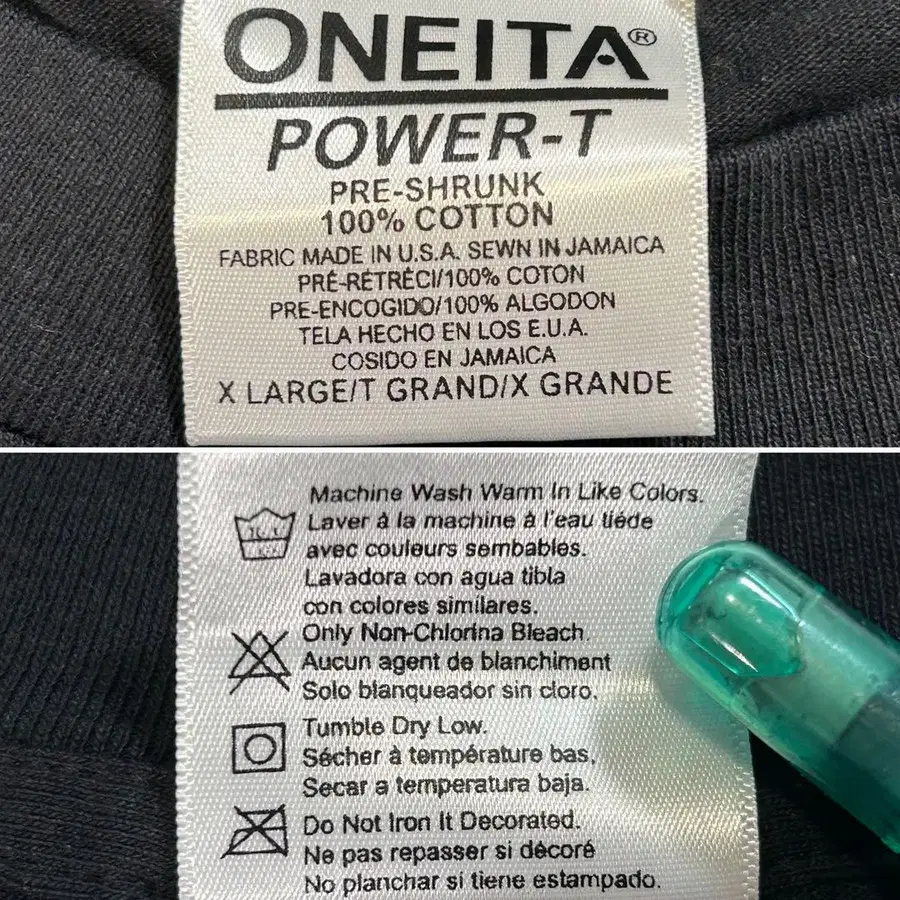 ONEITA®
POWER-T
PRE-SHRUNK
100% COTTON
FABRIC MADE IN U.S.A. SEWN IN JAMAICA
PRÉ-RÉTRÉCI/100% COTON
PRE-ENCOGIDO/100% ALGODON
TELA HECHO EN LOS E.U.A.
COSIDO EN JAMAICA
X LARGE/T GRAND/X GRANDE
Machine Wash Warm In Like Colors.
Laver à la machine à l'eau tiéde
avec couleurs sembables.
Lavadora con agua tibla
con colores similares.
Only Non-Chlorina Bleach.
Aucun agent de blanchiment
Solo blanqueador sin cloro.
Tumble Dry Low.
Sécher à température bas,
Secar a temperatura baja.
Do Not Iron It Decorated.
Ne pas repasser si décoré
No planchar si tiene estampado.